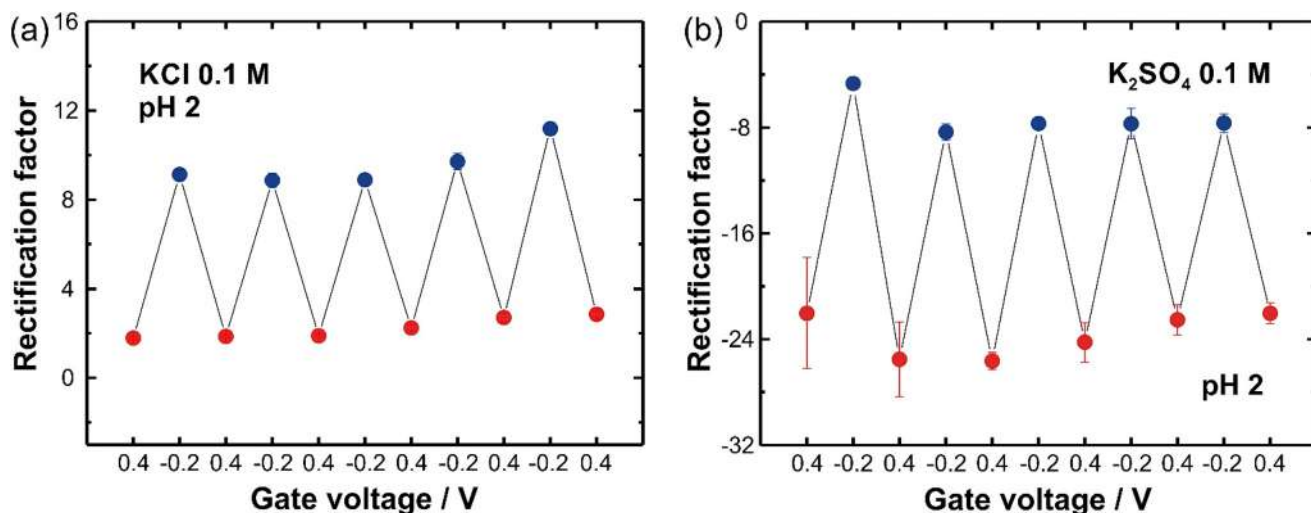 (a)
KCl 0.1 M
pH 2
Rectification factor
16
12
8
4
0
0.4 -0.2 0.4 -0.2 0.4 -0.2 0.4 -0.2 0.4 -0.2 0.4
Gate voltage / V
(b)
K₂SO₄ 0.1 M
pH 2
Rectification factor
0
-8
-16
-24
-32
0.4 -0.2 0.4 -0.2 0.4 -0.2 0.4 -0.2 0.4 -0.2 0.4
Gate voltage / V